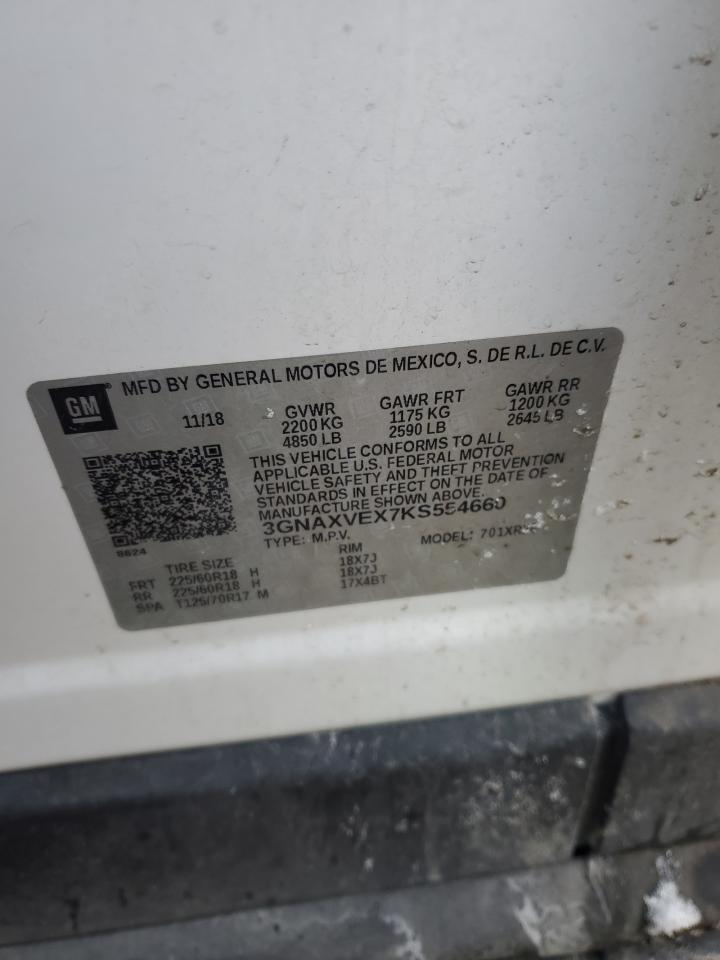 GM
MFD BY GENERAL MOTORS DE MEXICO, S. DE R.L. DE C.V.
11/18 GVWR GAWR FRT GAWR RR
2200 KG 1175 KG 1200 KG
4850 LB 2590 LB 2645 LB
THIS VEHICLE CONFORMS TO ALL
APPLICABLE U.S. FEDERAL MOTOR
VEHICLE SAFETY AND THEFT PREVENTION
STANDARDS IN EFFECT ON THE DATE OF
MANUFACTURE SHOWN ABOVE.
3GNAXVEX7KS554660
TYPE: M.P.V. MODEL:
8624
TIRE SIZE RIM
FRT 225/60R18 H 18X7J
RR 225/60R18 H 18X7J
SPA T125/70R17 M 17X4BT